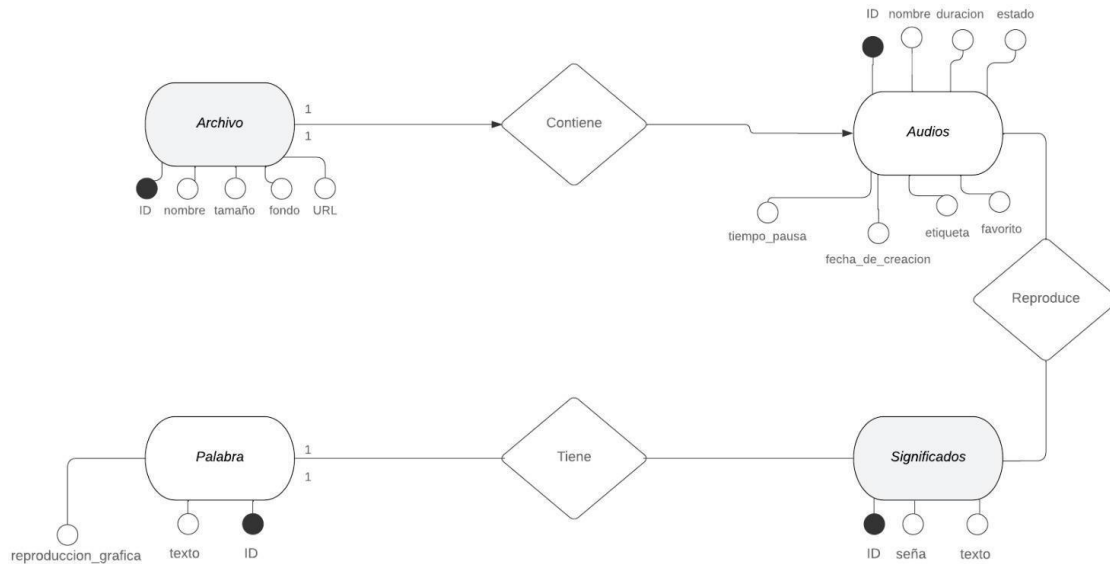 ID nombre duracion estado
Archivo
1
1
Contiene
Audios
ID nombre tamaño fondo URL
tiempo_pausa
fecha_de_creacion
etiqueta
favorito
Reproduce
Palabra
1
1
Tiene
Significados
reproduccion_grafica
texto
ID
ID seña texto